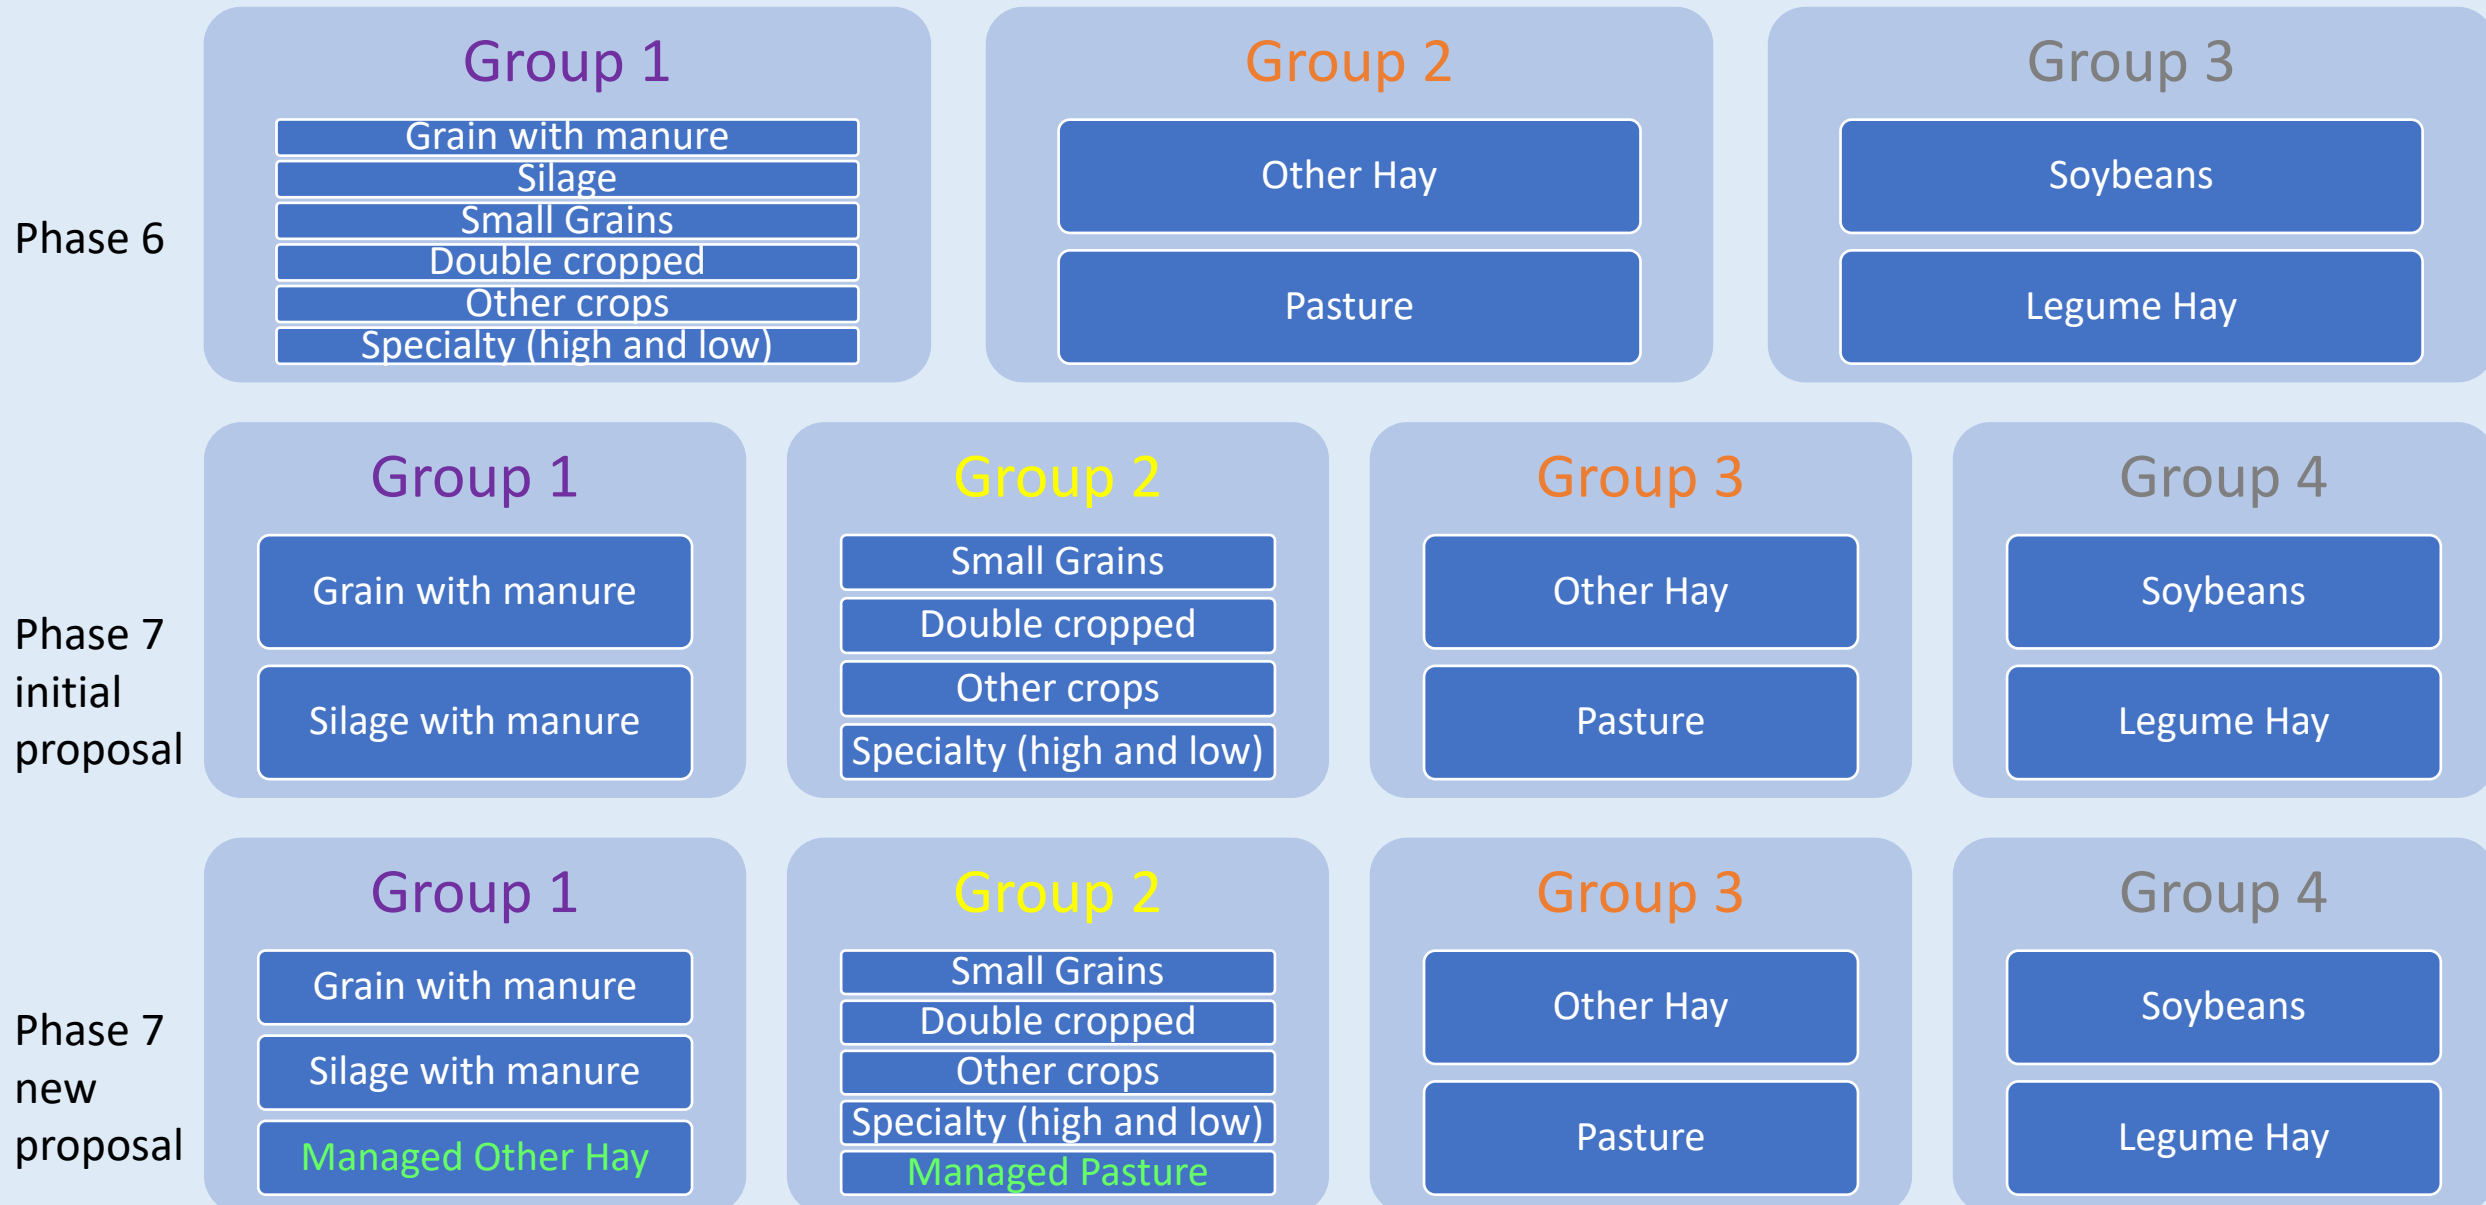 Phase 6
Group 1
Grain with manure
Silage
Small Grains
Double cropped
Other crops
Specialty (high and low)
Group 2
Other Hay
Pasture
Group 3
Soybeans
Legume Hay
Phase 7
initial
proposal
Group 1
Grain with manure
Silage with manure
Group 2
Small Grains
Double cropped
Other crops
Specialty (high and low)
Group 3
Other Hay
Pasture
Group 4
Soybeans
Legume Hay
Phase 7
new
proposal
Group 1
Grain with manure
Silage with manure
Managed Other Hay
Group 2
Small Grains
Double cropped
Other crops
Specialty (high and low)
Managed Pasture
Group 3
Other Hay
Pasture
Group 4
Soybeans
Legume Hay